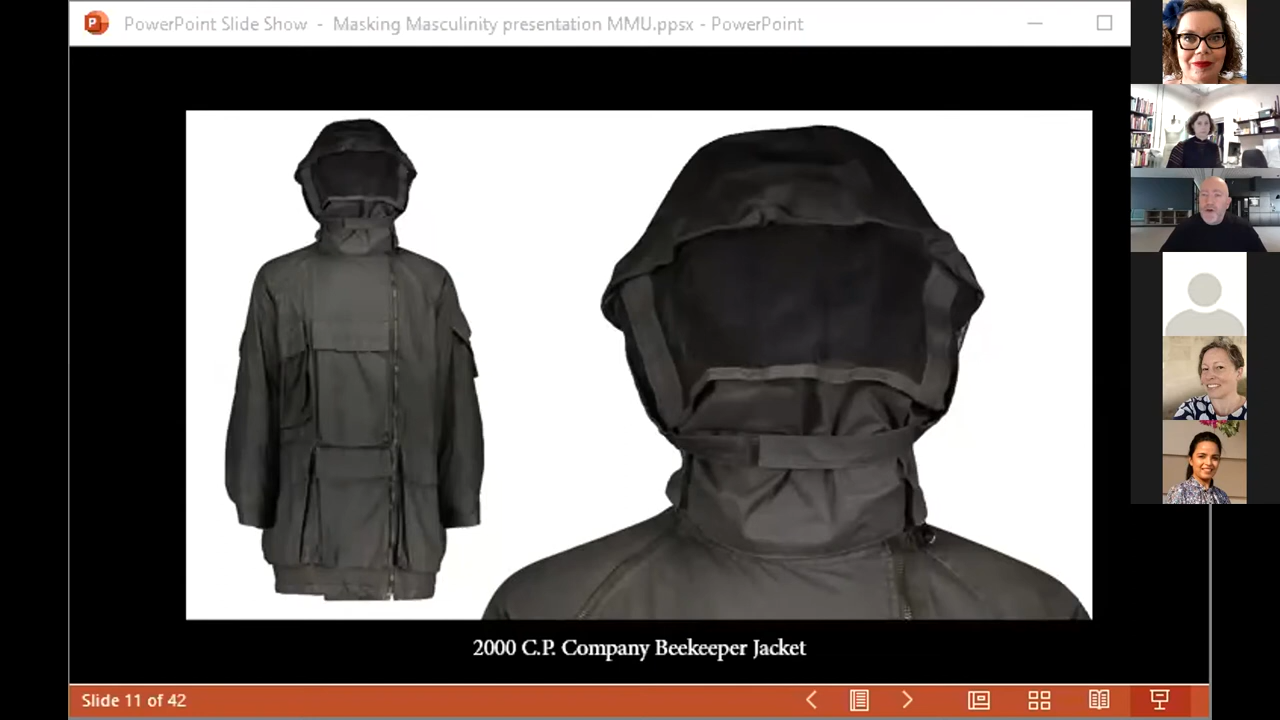 PowerPoint Slide Show - Masking Masculinity presentation MMU.ppsx - PowerPoint
2000 C.P. Company Beekeeper Jacket
Slide 11 of 42